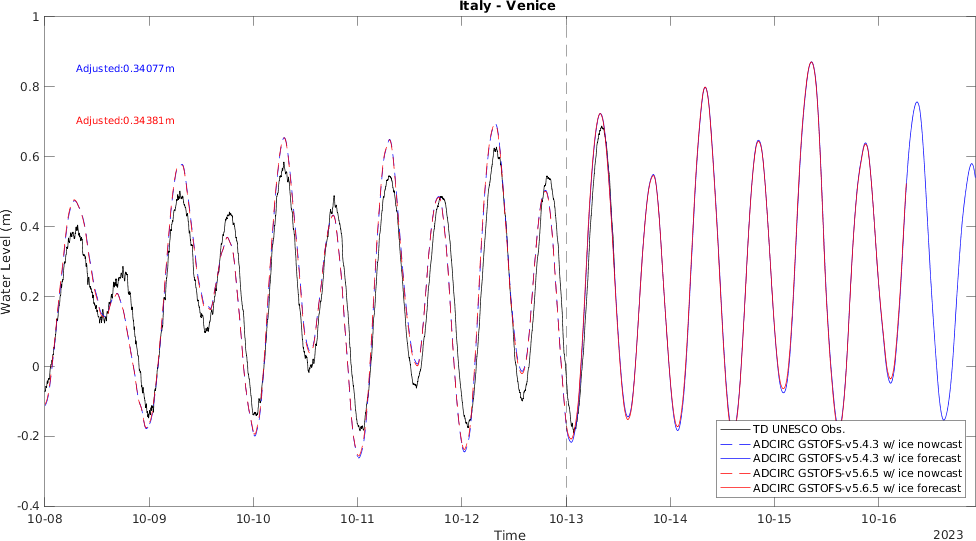 Italy - Venice
Adjusted:0.34077m
Adjusted:0.34381m
Water Level (m)
1
0.8
0.6
0.4
0.2
0
-0.2
-0.4
TD UNESCO Obs.
ADCIRC GSTOFS-v5.4.3 w/ ice nowcast
ADCIRC GSTOFS-v5.4.3 w/ ice forecast
ADCIRC GSTOFS-v5.6.5 w/ ice nowcast
ADCIRC GSTOFS-v5.6.5 w/ ice forecast
10-08 10-09 10-10 10-11 10-12 10-13 10-14 10-15 10-16
Time
2023